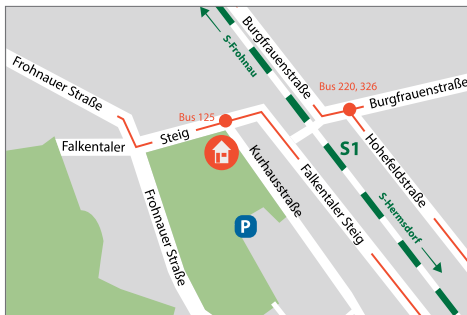 S-Frohnau
Burgfrauenstraße
Bus 220, 326
Burgfrauenstraße
Frohnauer Straße
Bus 125
Steig
Falkentaler
S1
Hohefeldstraße
Kurhausstraße
Falkentaler Steig
S-Hermsdorf
Frohnauer Straße
P